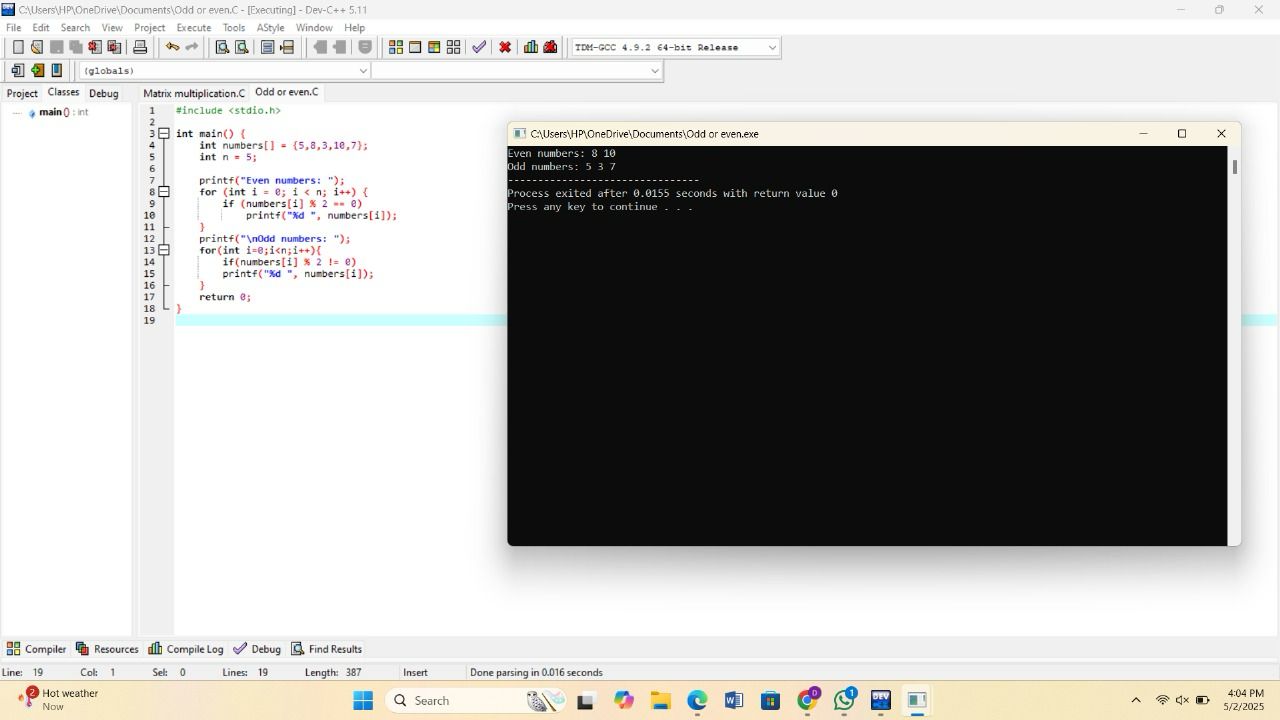 C:\Users\HP\OneDrive\Documents\Odd or even.C - [Executing] - Dev-C++ 5.11
File Edit Search View Project Execute Tools AStyle Window Help
TDM-GCC 4.9.2 64-bit Release
(globals)
Project Classes Debug
Matrix multiplication.C Odd or even.C
main () : int
1 #include <stdio.h>
2
3 int main() {
4 int numbers[] = {5,8,3,10,7};
5 int n = 5;
6
7 printf("Even numbers: ");
8 for (int i = 0; i < n; i++) {
9 if (numbers[i] % 2 == 0)
10 printf("%d ", numbers[i]);
11 }
12 printf("\nOdd numbers: ");
13 for(int i=0;i<n;i++){
14 if(numbers[i] % 2 != 0)
15 printf("%d ", numbers[i]);
16 }
17 return 0;
18 }
19
C:\Users\HP\OneDrive\Documents\Odd or even.exe
Even numbers: 8 10
Odd numbers: 5 3 7
--------------------------------
Process exited after 0.0155 seconds with return value 0
Press any key to continue . . .
Compiler Resources Compile Log Debug Find Results
Line: 19 Col: 1 Sel: 0 Lines: 19 Length: 387 Insert Done parsing in 0.016 seconds
2 Hot weather
Now
Search
DEV
D
1
4:04 PM
5/2/2025